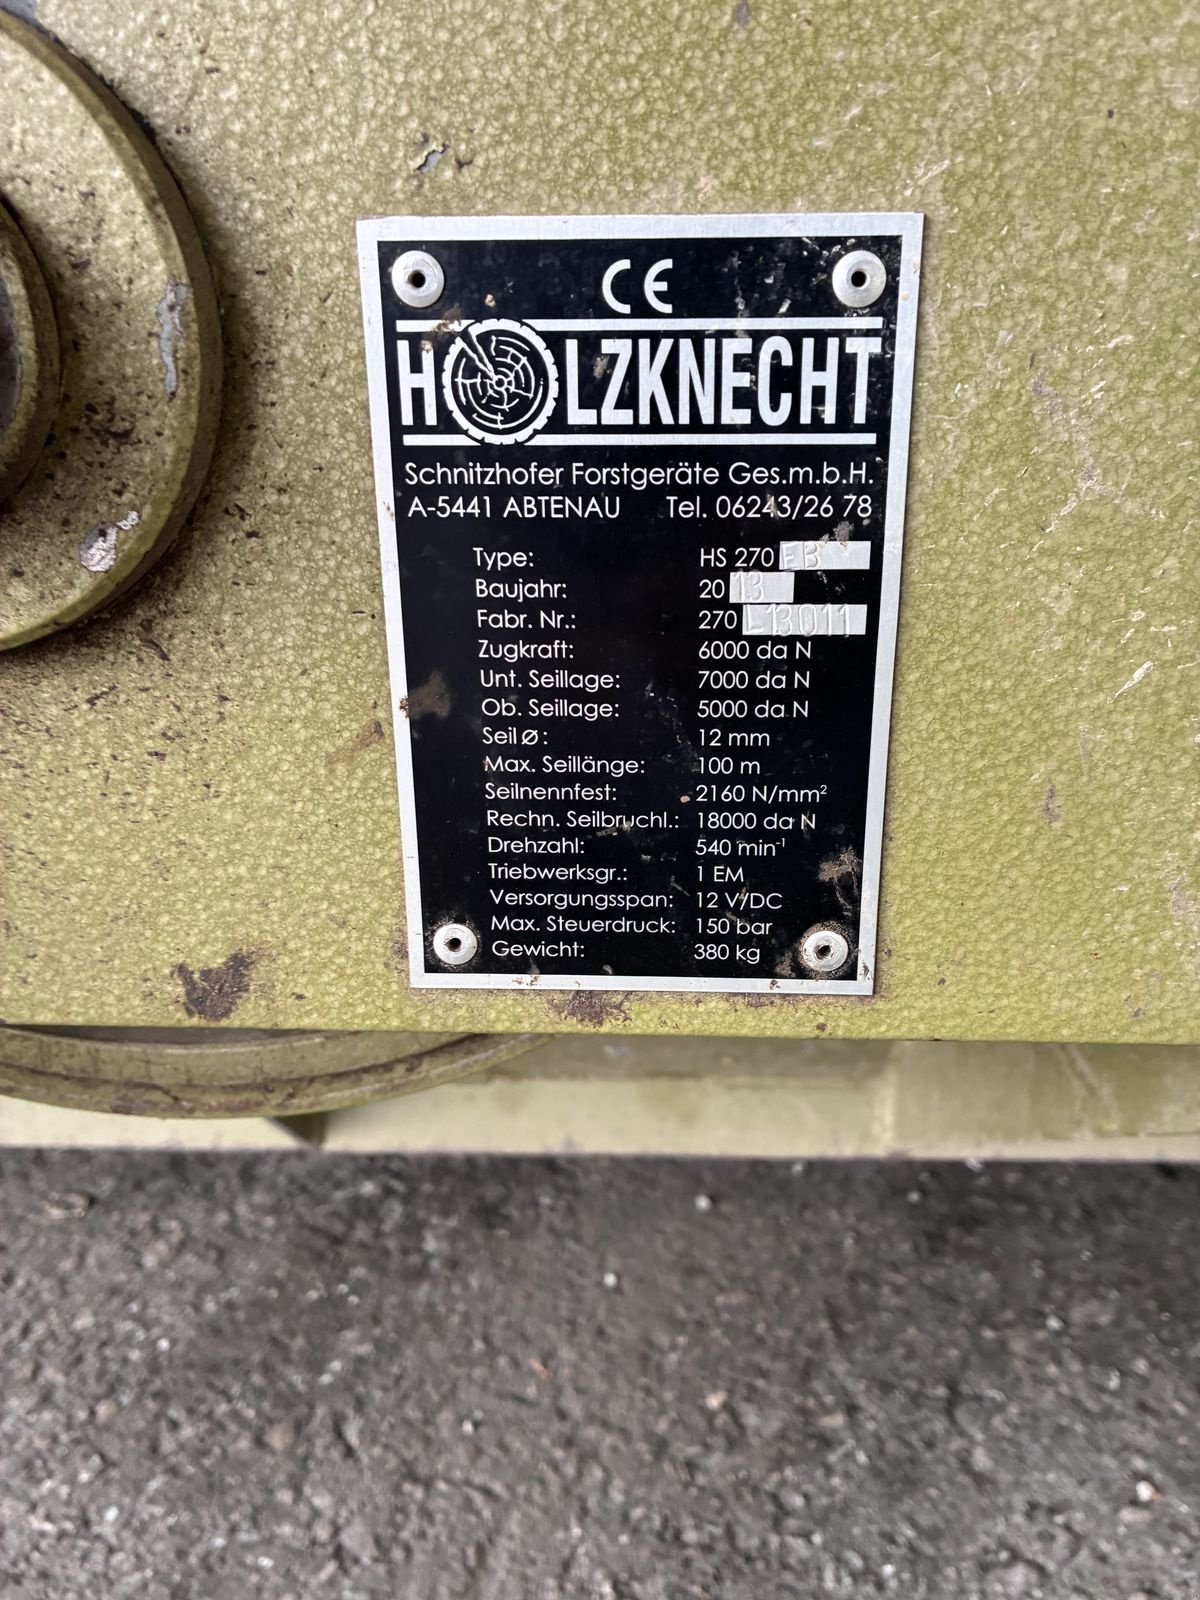 CE
HOLZKNECHT
Schnitzhofer Forstgeräte Ges.m.b.H.
A-5441 ABTENAU Tel. 06243/26 78
Type: HS 270 EB
Baujahr: 20 13
Fabr. Nr.: 270 L13011
Zugkraft: 6000 da N
Unt. Seillage: 7000 da N
Ob. Seillage: 5000 da N
Seil Ø: 12 mm
Max. Seillänge: 100 m
Seilnennfest: 2160 N/mm²
Rechn. Seilbruchl.: 18000 da N
Drehzahl: 540 min⁻¹
Triebwerksgr.: 1 EM
Versorgungsspan: 12 V/DC
Max. Steuerdruck: 150 bar
Gewicht: 380 kg